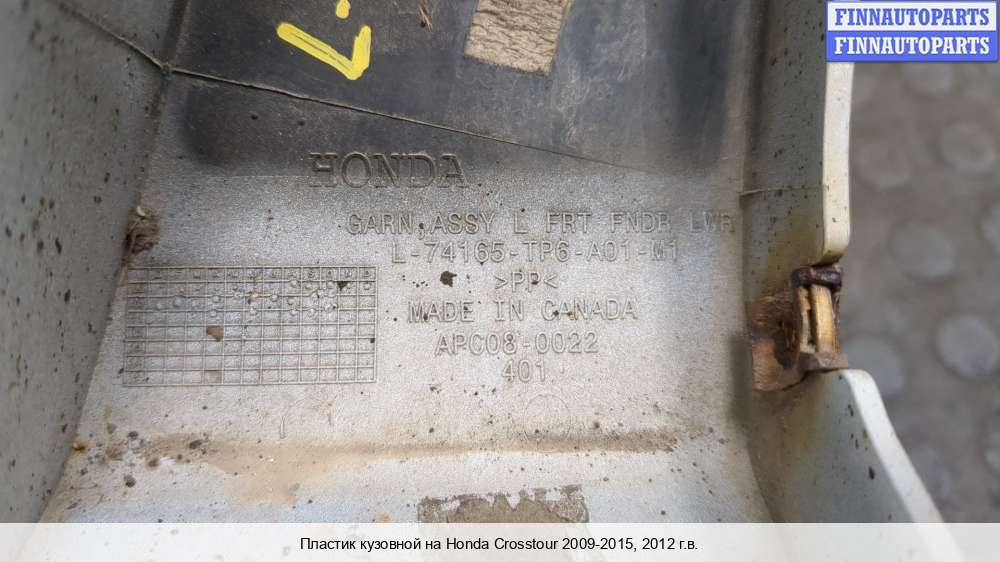 FINNAUTOPARTS
FINNAUTOPARTS
L.
HONDA
GARN ASSY L FRT FNDR LWR
L-74165-TP6-A01-M1
>PP<
MADE IN CANADA
APC08-0022
401
Пластик кузовной на Honda Crosstour 2009-2015, 2012 г.в.